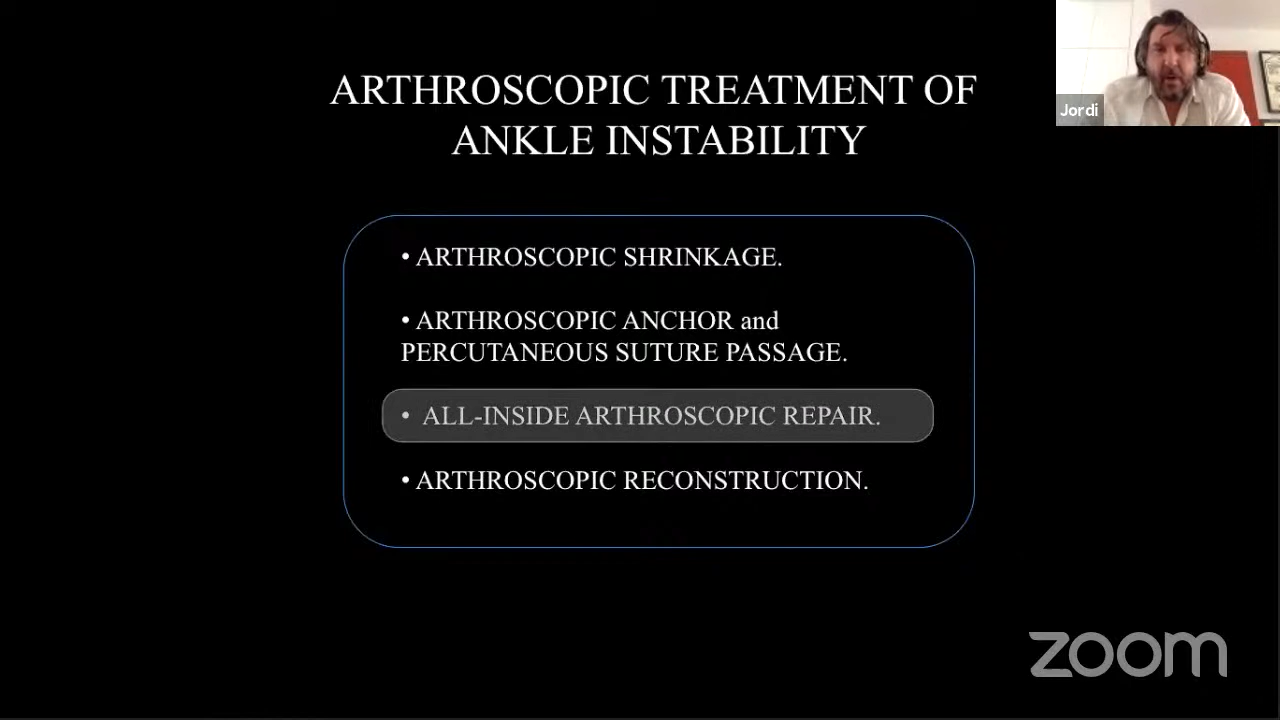 ARTHROSCOPIC TREATMENT OF
ANKLE INSTABILITY
Jordi
• ARTHROSCOPIC SHRINKAGE.
• ARTHROSCOPIC ANCHOR and
PERCUTANEOUS SUTURE PASSAGE.
• ALL-INSIDE ARTHROSCOPIC REPAIR.
• ARTHROSCOPIC RECONSTRUCTION.
zoom